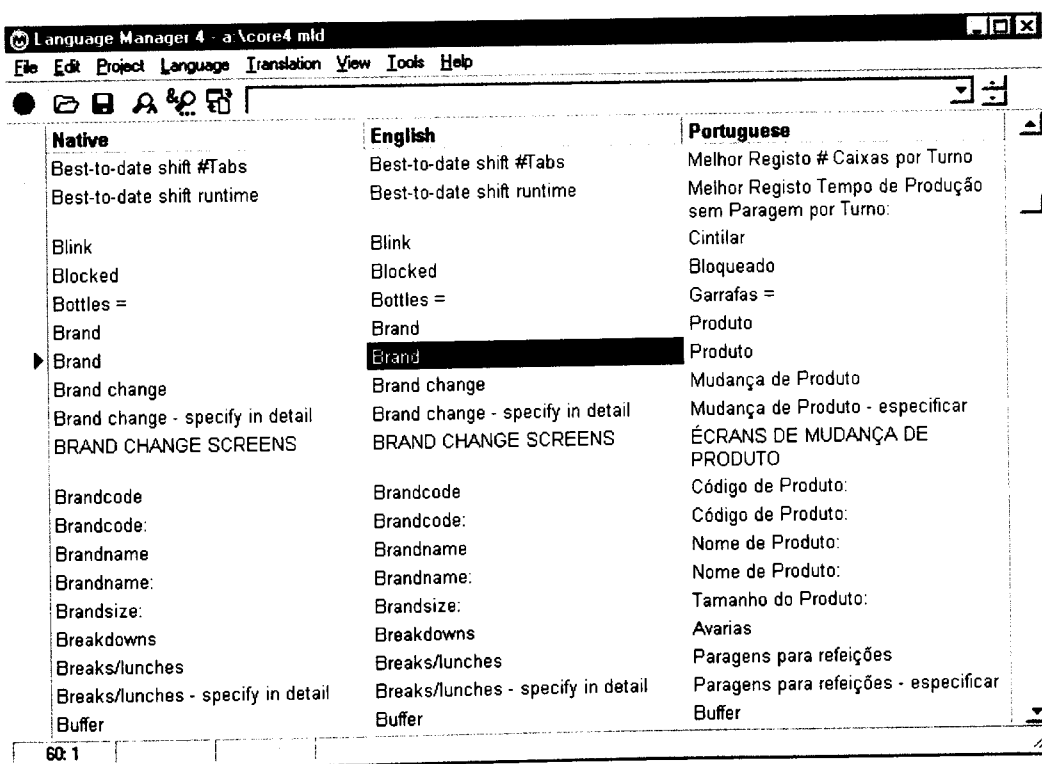 Language Manager 4 - a:\core4 mld
File Edit Project Language Translation View Tools Help
Native English Portuguese
Best-to-date shift #Tabs Best-to-date shift #Tabs Melhor Registo # Caixas por Turno
Best-to-date shift runtime Best-to-date shift runtime Melhor Registo Tempo de Produção
sem Paragem por Turno:
Blink Blink Cintilar
Blocked Blocked Bloqueado
Bottles = Bottles = Garrafas =
Brand Brand Produto
Brand Brand Produto
Brand change Brand change Mudança de Produto
Brand change - specify in detail Brand change - specify in detail Mudança de Produto - especificar
BRAND CHANGE SCREENS BRAND CHANGE SCREENS ÉCRANS DE MUDANÇA DE
PRODUTO
Brandcode Brandcode Código de Produto:
Brandcode: Brandcode: Código de Produto:
Brandname Brandname Nome de Produto:
Brandname: Brandname: Nome de Produto:
Brandsize: Brandsize: Tamanho do Produto:
Breakdowns Breakdowns Avarias
Breaks/lunches Breaks/lunches Paragens para refeições
Breaks/lunches - specify in detail Breaks/lunches - specify in detail Paragens para refeições - especificar
Buffer Buffer Buffer
60: 1